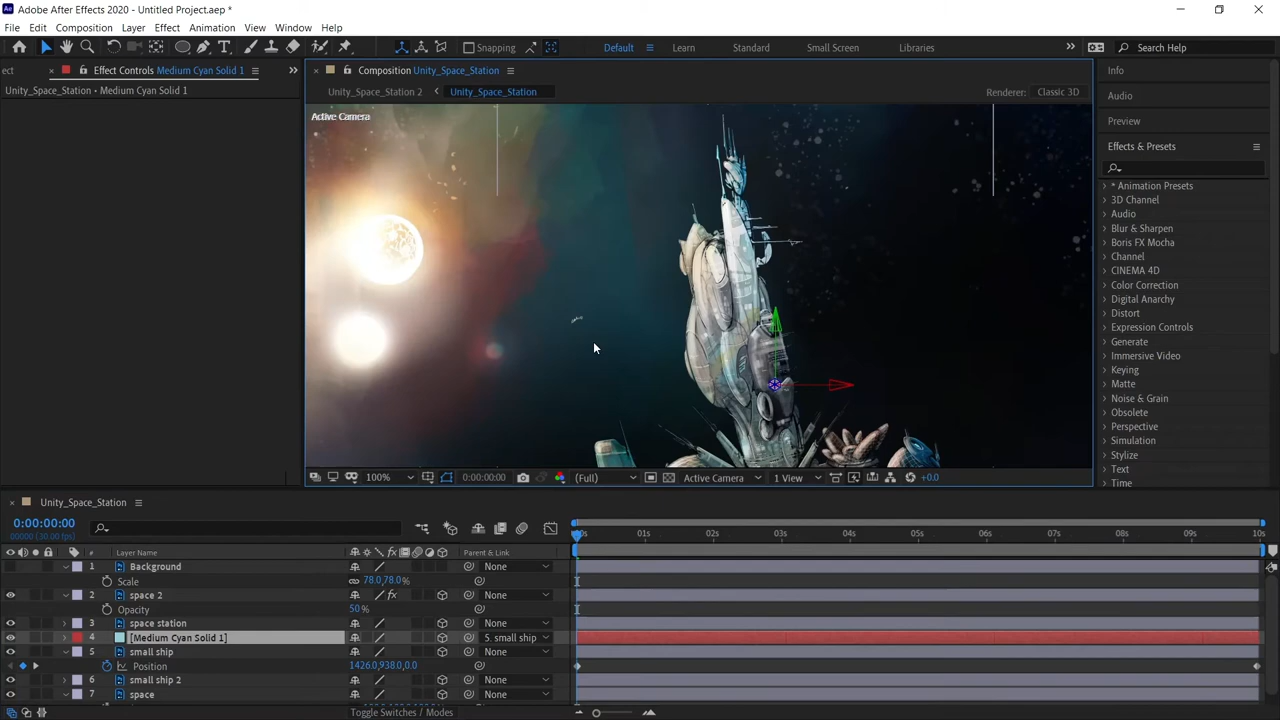 Adobe After Effects 2020 - Untitled Project.aep *
File Edit Composition Layer Effect Animation View Window Help
Snapping Default Learn Standard Small Screen Libraries Search Help
ect Effect Controls Medium Cyan Solid 1
Composition Unity_Space_Station
Info
Unity_Space_Station • Medium Cyan Solid 1
Unity_Space_Station 2 Unity_Space_Station Renderer: Classic 3D
Audio
Active Camera
Preview
Effects & Presets
* Animation Presets
3D Channel
Audio
Blur & Sharpen
Boris FX Mocha
Channel
CINEMA 4D
Color Correction
Digital Anarchy
Distort
Expression Controls
Generate
Immersive Video
Keying
Matte
Noise & Grain
Obsolete
Perspective
Simulation
Stylize
Text
Time
100% 0:00:00:00 (Full) Active Camera 1 View +0.0
Unity_Space_Station
0:00:00:00
00000 (30.00 fps)
00s 01s 02s 03s 04s 05s 06s 07s 08s 09s 10s
# Layer Name fx Parent & Link
1 Background None
Scale 78.0,78.0%
2 space 2 fx None
Opacity 50%
3 space station None
4 [Medium Cyan Solid 1] 5. small ship
5 small ship None
Position 1426.0,938.0,0.0
6 small ship 2 None
7 space None
Toggle Switches / Modes